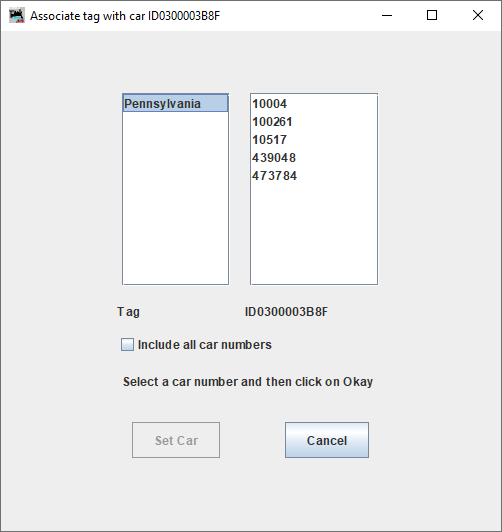 Associate tag with car ID0300003B8F
Pennsylvania
10004
100261
10517
439048
473784
Tag ID0300003B8F
Include all car numbers
Select a car number and then click on Okay
Set Car Cancel